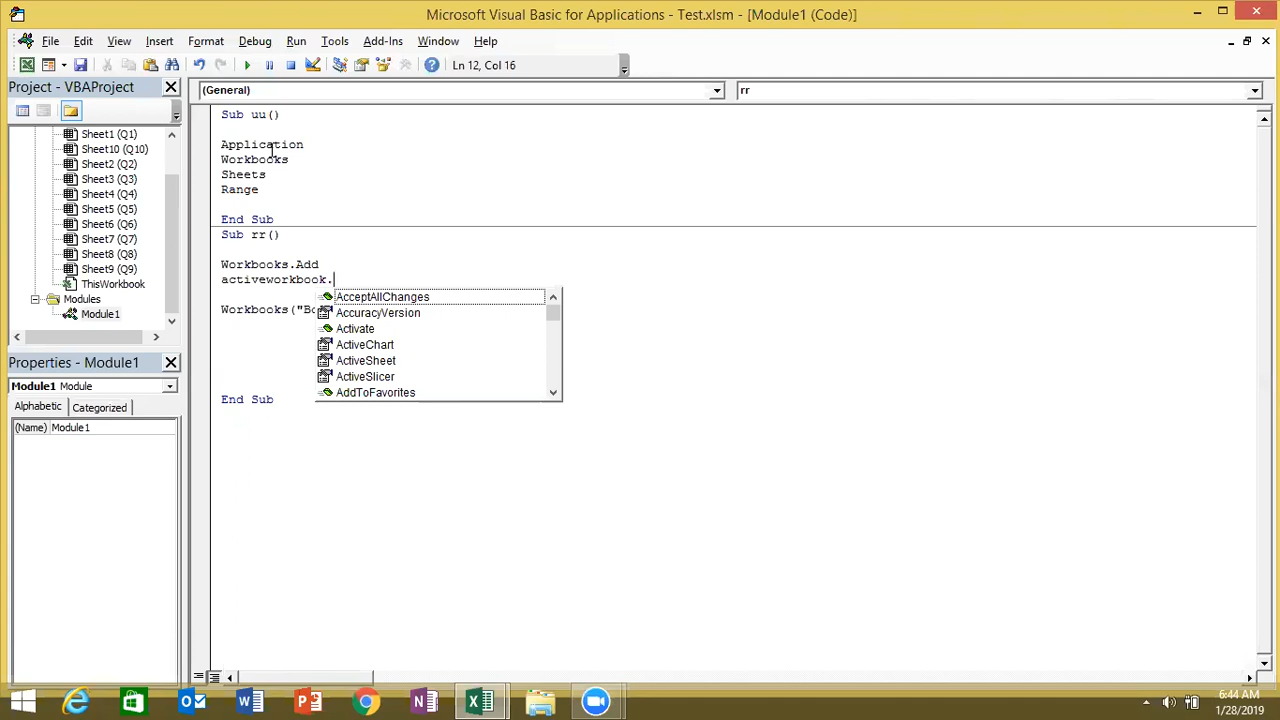 Microsoft Visual Basic for Applications - Test.xlsm - [Module1 (Code)]
File Edit View Insert Format Debug Run Tools Add-Ins Window Help
Ln 12, Col 16
Project - VBAProject
(General)
rr
Sheet1 (Q1)
Sheet10 (Q10)
Sheet2 (Q2)
Sheet3 (Q3)
Sheet4 (Q4)
Sheet5 (Q5)
Sheet6 (Q6)
Sheet7 (Q7)
Sheet8 (Q8)
Sheet9 (Q9)
ThisWorkbook
Modules
Module1
Properties - Module1
Module1 Module
Alphabetic Categorized
(Name) Module1
Sub uu()
Application
Workbooks
Sheets
Range
End Sub
Sub rr()
Workbooks.Add
activeworkbook.
Workbooks("Bo
AcceptAllChanges
AccuracyVersion
Activate
ActiveChart
ActiveSheet
ActiveSlicer
AddToFavorites
End Sub
6:44 AM
1/28/2019